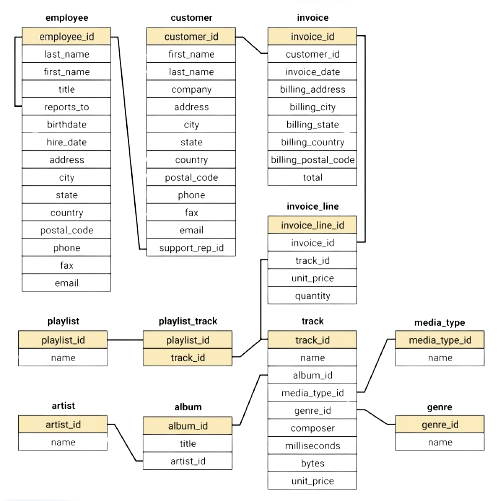 employee
employee_id
last_name
first_name
title
reports_to
birthdate
hire_date
address
city
state
country
postal_code
phone
fax
email
customer
customer_id
first_name
last_name
company
address
city
state
country
postal_code
phone
fax
email
support_rep_id
invoice
invoice_id
customer_id
invoice_date
billing_address
billing_city
billing_state
billing_country
billing_postal_code
total
invoice_line
invoice_line_id
invoice_id
track_id
unit_price
quantity
playlist
playlist_id
name
playlist_track
playlist_id
track_id
track
track_id
name
album_id
media_type_id
genre_id
composer
milliseconds
bytes
unit_price
media_type
media_type_id
name
artist
artist_id
name
album
album_id
title
artist_id
genre
genre_id
name